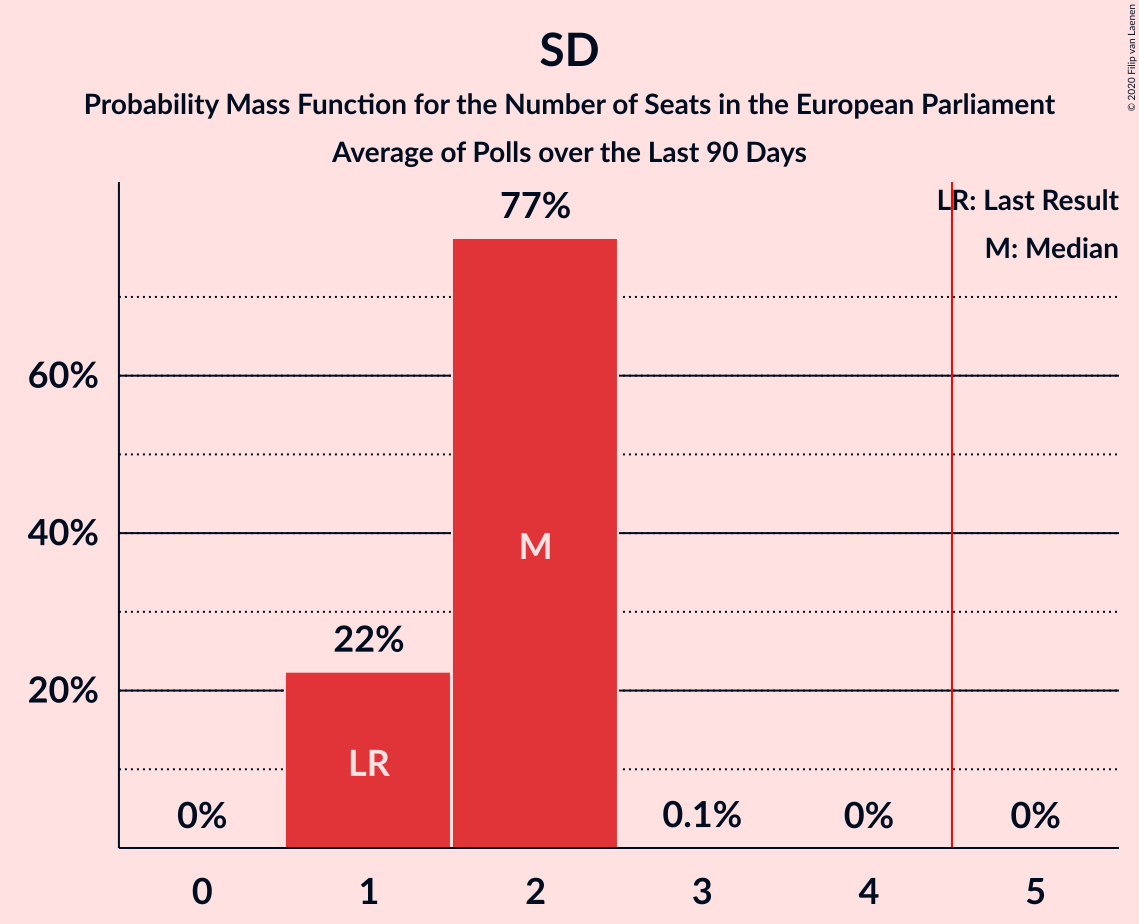 SD
Probability Mass Function for the Number of Seats in the European Parliament
Average of Polls over the Last 90 Days
© 2020 Filip van Laenen
LR: Last Result
M: Median
77%
60%
40%
M
22%
20%
LR
0%
0.1%
0%
0%
0
1
2
3
4
5